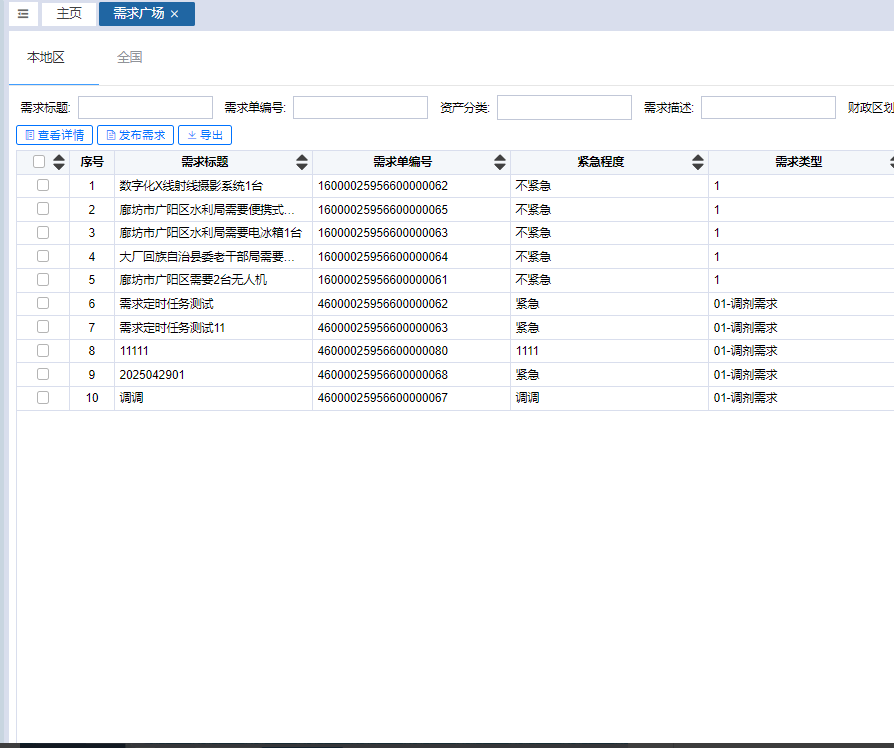 主页 需求广场 ×
本地区 全国
需求标题: 需求单编号: 资产分类: 需求描述: 财政区划
查看详情 发布需求 导出
序号 需求标题 需求单编号 紧急程度 需求类型
1 数字化X线射线摄影系统1台 16000025956600000062 不紧急 1
2 廊坊市广阳区水利局需要便携式... 16000025956600000065 不紧急 1
3 廊坊市广阳区水利局需要电冰箱1台 16000025956600000063 不紧急 1
4 大厂回族自治县委老干部局需要... 16000025956600000064 不紧急 1
5 廊坊市广阳区需要2台无人机 16000025956600000061 不紧急 1
6 需求定时任务测试 46000025956600000062 紧急 01-调剂需求
7 需求定时任务测试11 46000025956600000063 紧急 01-调剂需求
8 11111 46000025956600000080 1111 01-调剂需求
9 2025042901 46000025956600000068 紧急 01-调剂需求
10 调调 46000025956600000067 调调 01-调剂需求